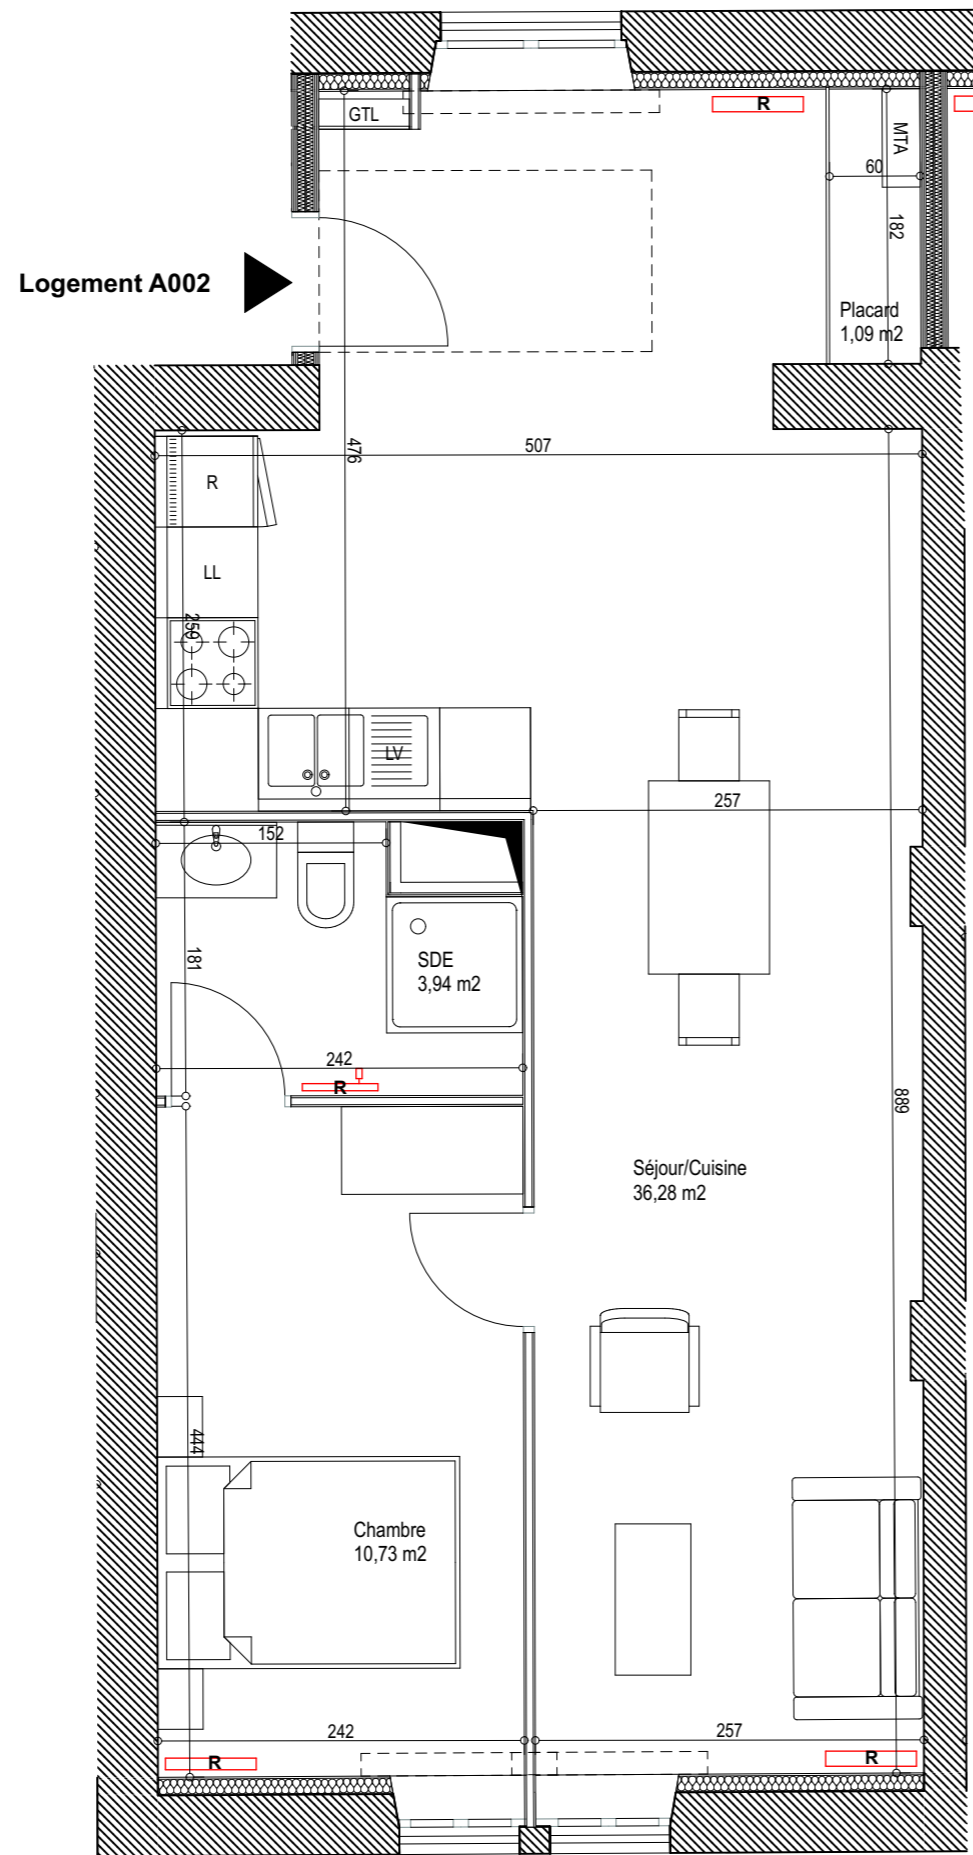 R
GTL
MTA
60
182
Logement A002
Placard
1,09 m2
476
507
R
LL
259
LV
257
152
181
SDE
3,94 m2
242
R
889
Séjour/Cuisine
36,28 m2
444
Chambre
10,73 m2
242
257
R
R